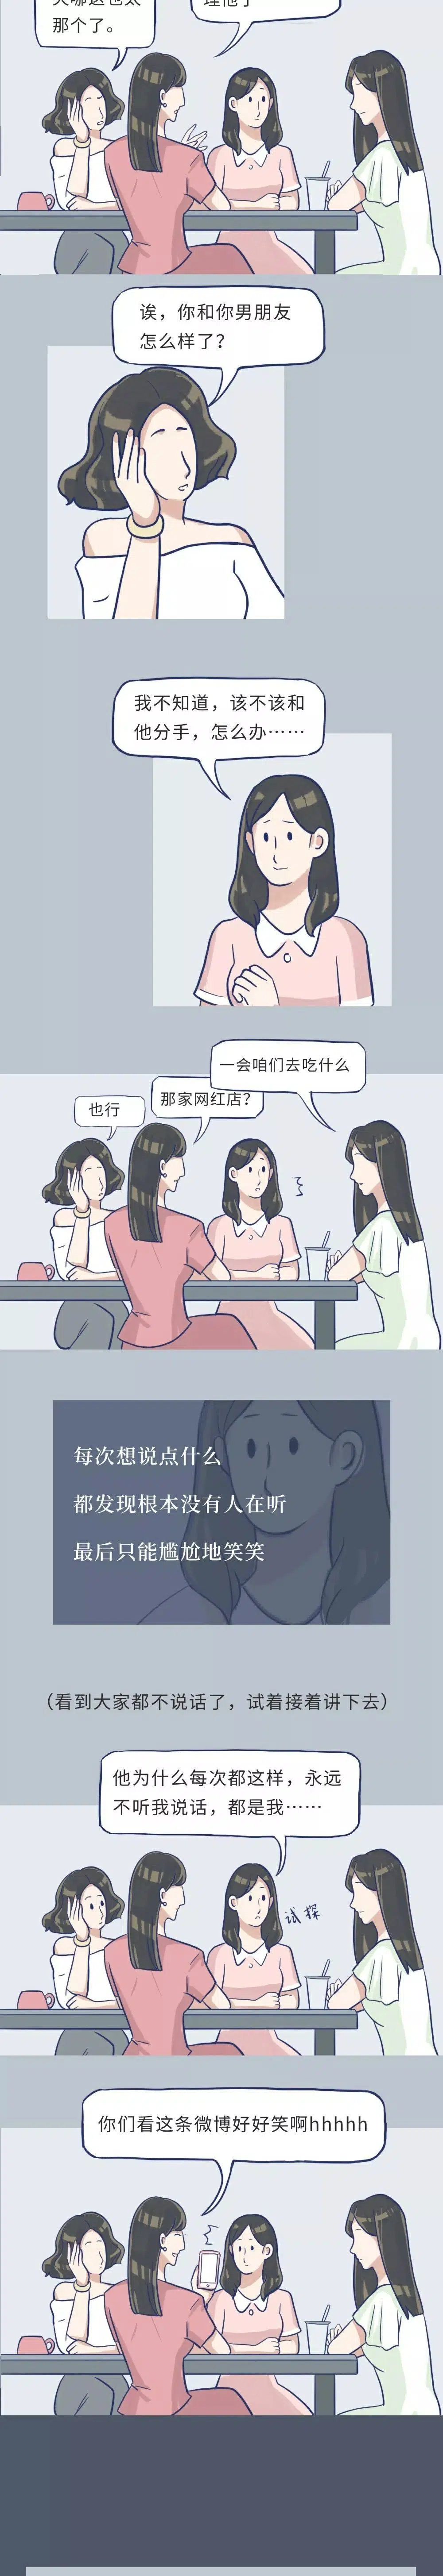 那个了。
诶，你和你男朋友
怎么样了？
我不知道，该不该和
他分手，怎么办……
一会咱们去吃什么
那家网红店？
也行
每次想说点什么
都发现根本没有人在听
最后只能尴尬地笑笑
（看到大家都不说话了，试着接着讲下去）
他为什么每次都这样，永远
不听我说话，都是我……
试探
你们看这条微博好好笑啊hhhhh